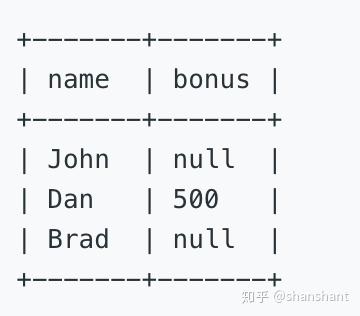 +-------+-------+
| name  | bonus |
+-------+-------+
| John  | null  |
| Dan   | 500   |
| Brad  | null  |
+-------+-------+
知乎 @shanshant